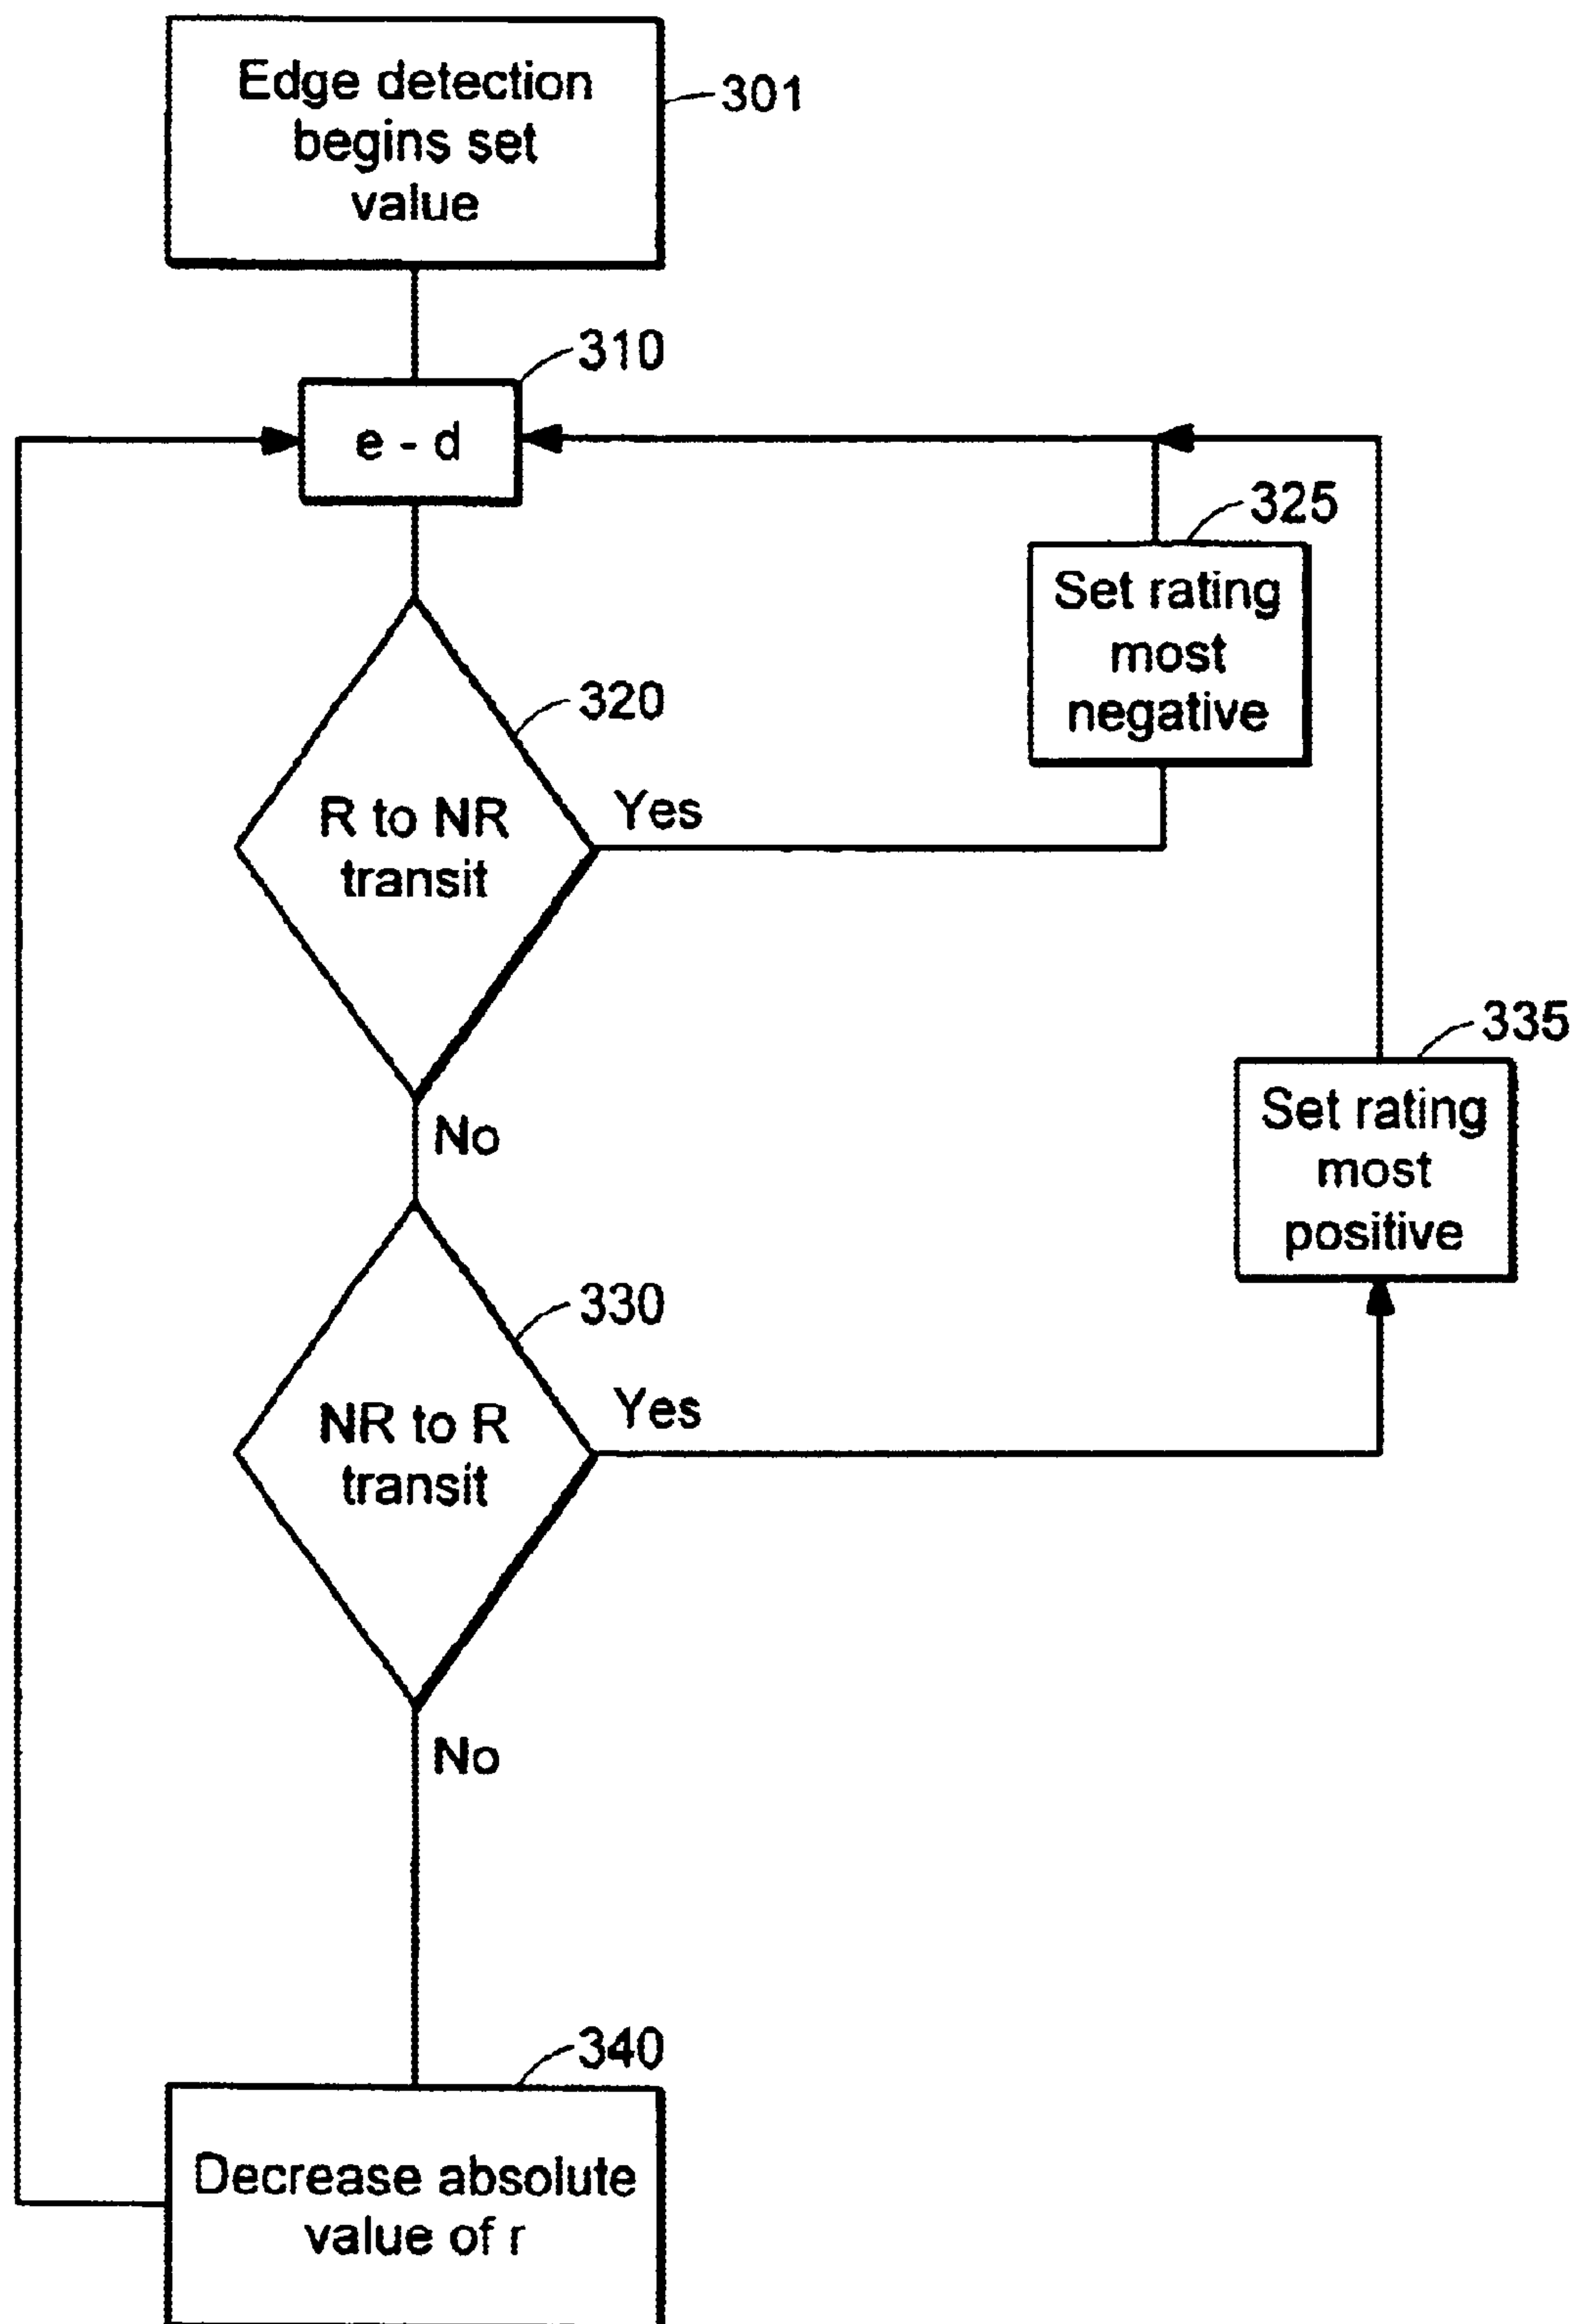 Edge detection
begins set
value
301
310
e - d
325
Set rating
most
negative
320
R to NR
transit
Yes
No
335
Set rating
most
positive
330
NR to R
transit
Yes
No
340
Decrease absolute
value of r